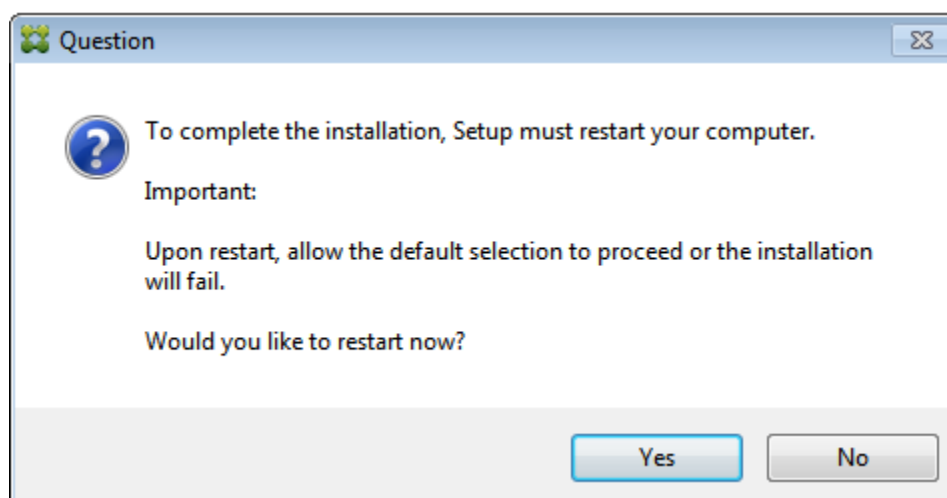 Question
To complete the installation, Setup must restart your computer.
Important:
Upon restart, allow the default selection to proceed or the installation
will fail.
Would you like to restart now?
Yes
No